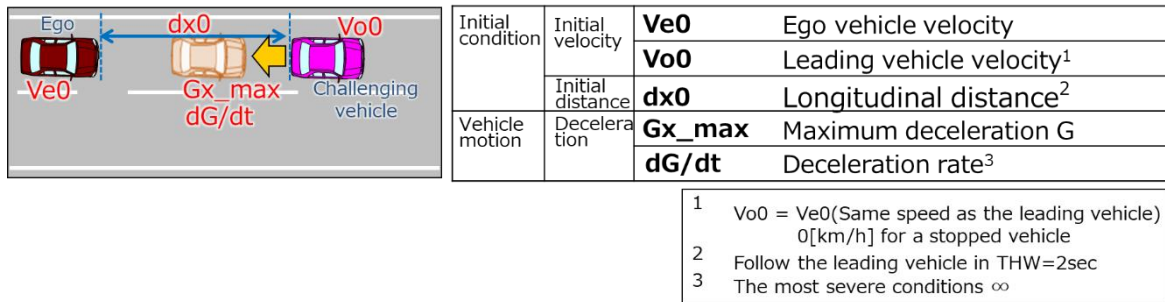 Ego
dx0
Vo0
Ve0
Gx_max
dG/dt
Challenging
vehicle
Initial
condition
Initial
velocity
Ve0 Ego vehicle velocity
Vo0 Leading vehicle velocity1
Initial
distance
dx0 Longitudinal distance2
Vehicle
motion
Decelera
tion
Gx_max Maximum deceleration G
dG/dt Deceleration rate3
1 Vo0 = Ve0(Same speed as the leading vehicle)
0[km/h] for a stopped vehicle
2 Follow the leading vehicle in THW=2sec
3 The most severe conditions ∞